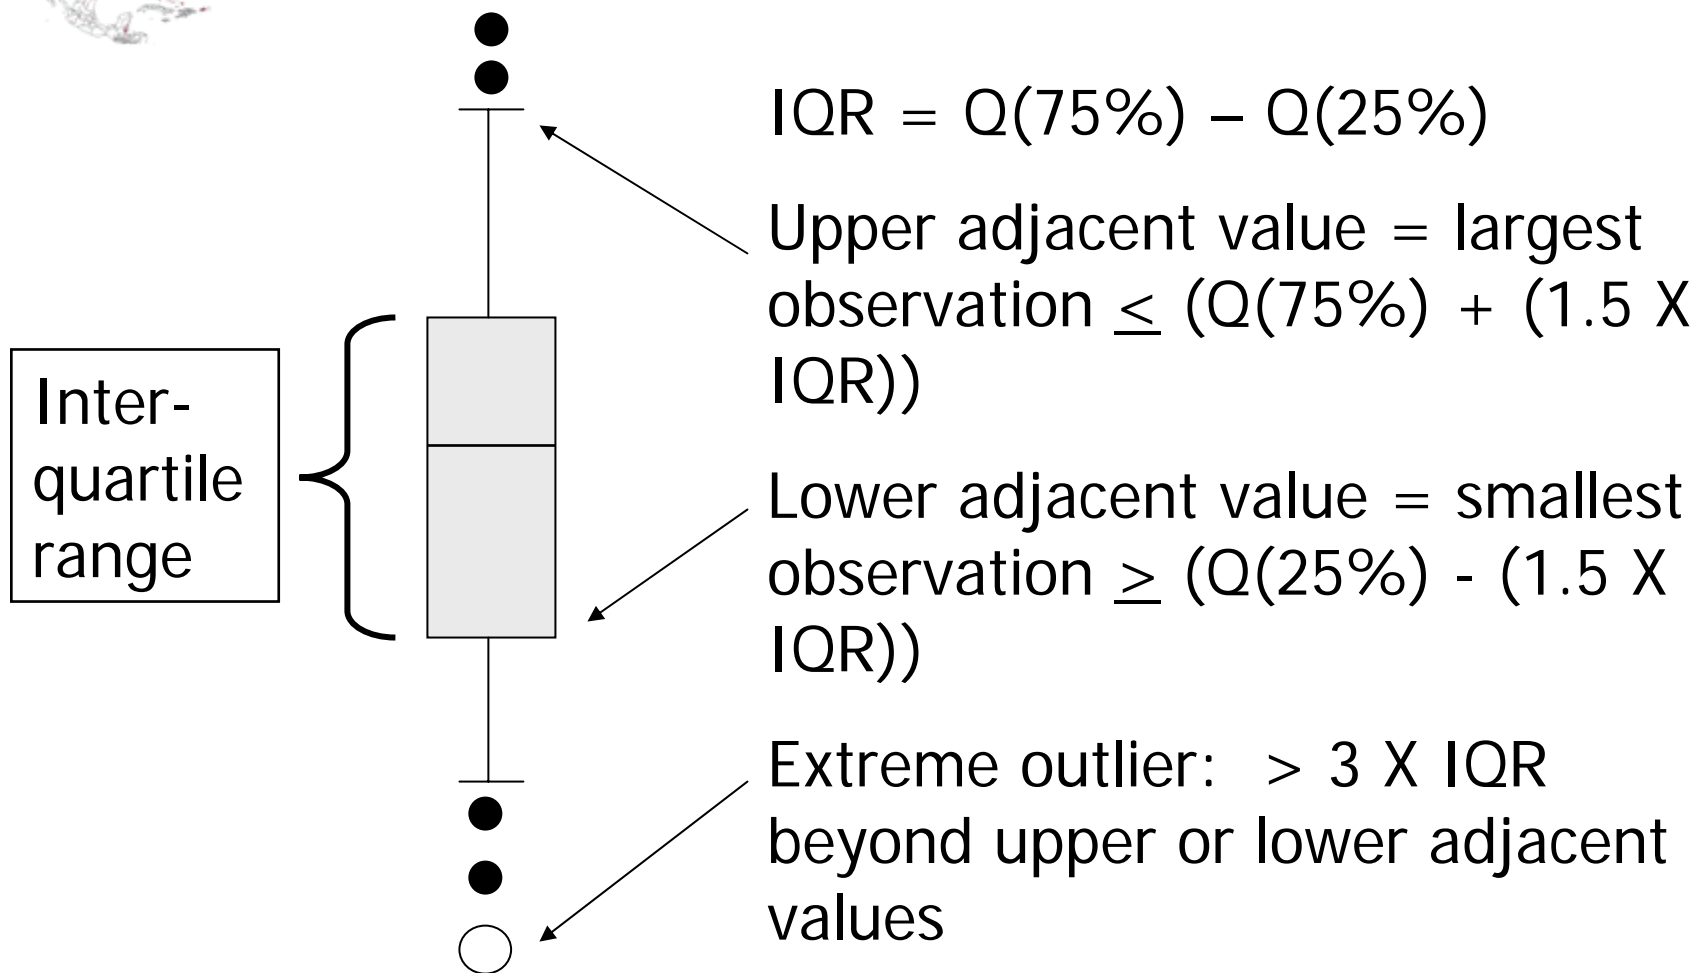 IQR = Q(75%) – Q(25%)
Upper adjacent value = largest
observation ≤ (Q(75%) + (1.5 X
IQR))
Inter-
quartile
range
Lower adjacent value = smallest
observation ≥ (Q(25%) - (1.5 X
IQR))
Extreme outlier:  > 3 X IQR
beyond upper or lower adjacent
values